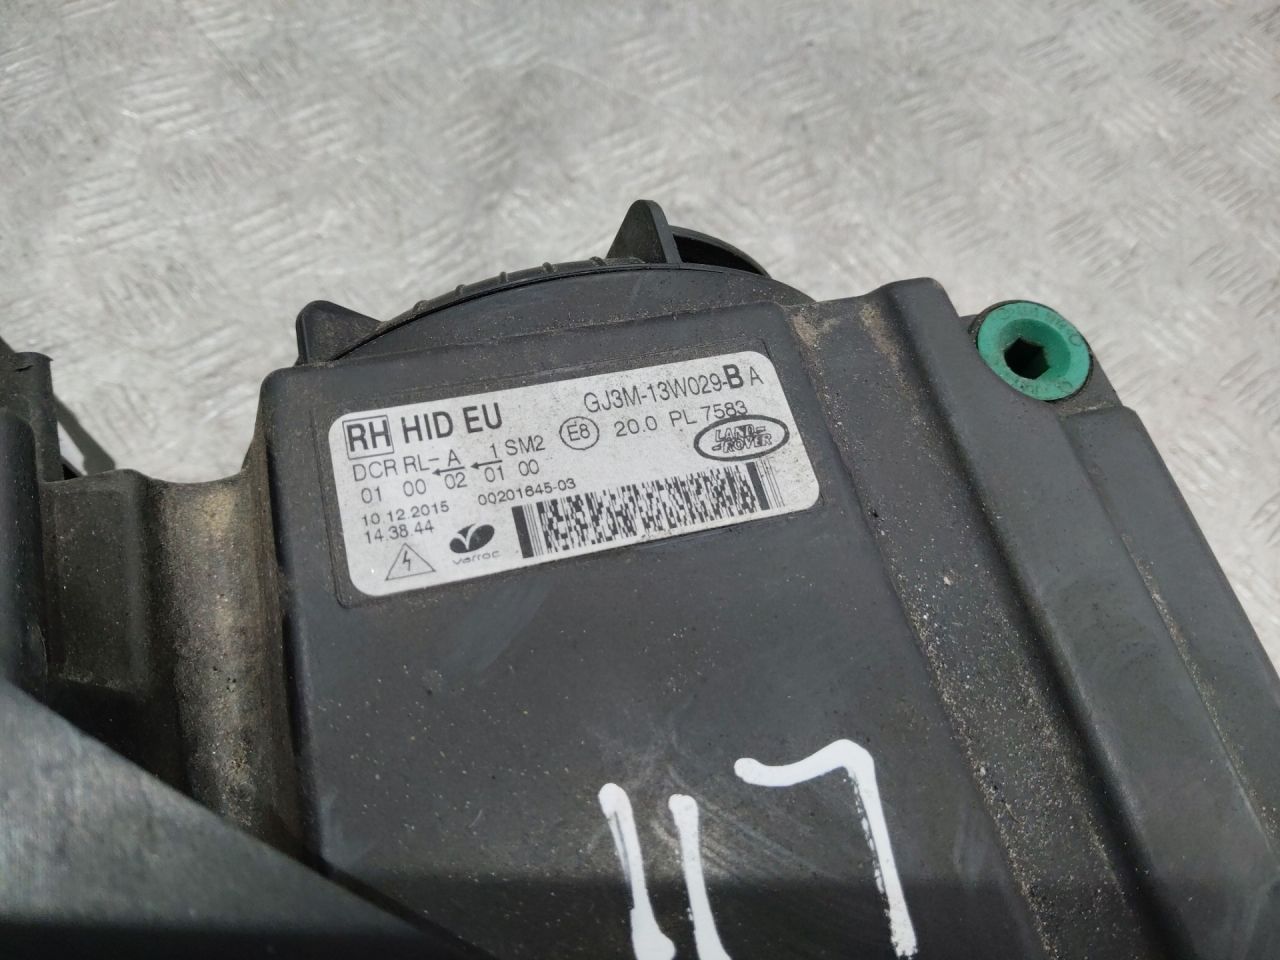 RH HID EU GJ3M-13W029-B A
DCR RL-A 1 SM2 E8 20.0 PL 7583
01 00 02 01 00 LAND-
-ROVER
10.12.2015 00201645-03
14.38.44
varroc
117